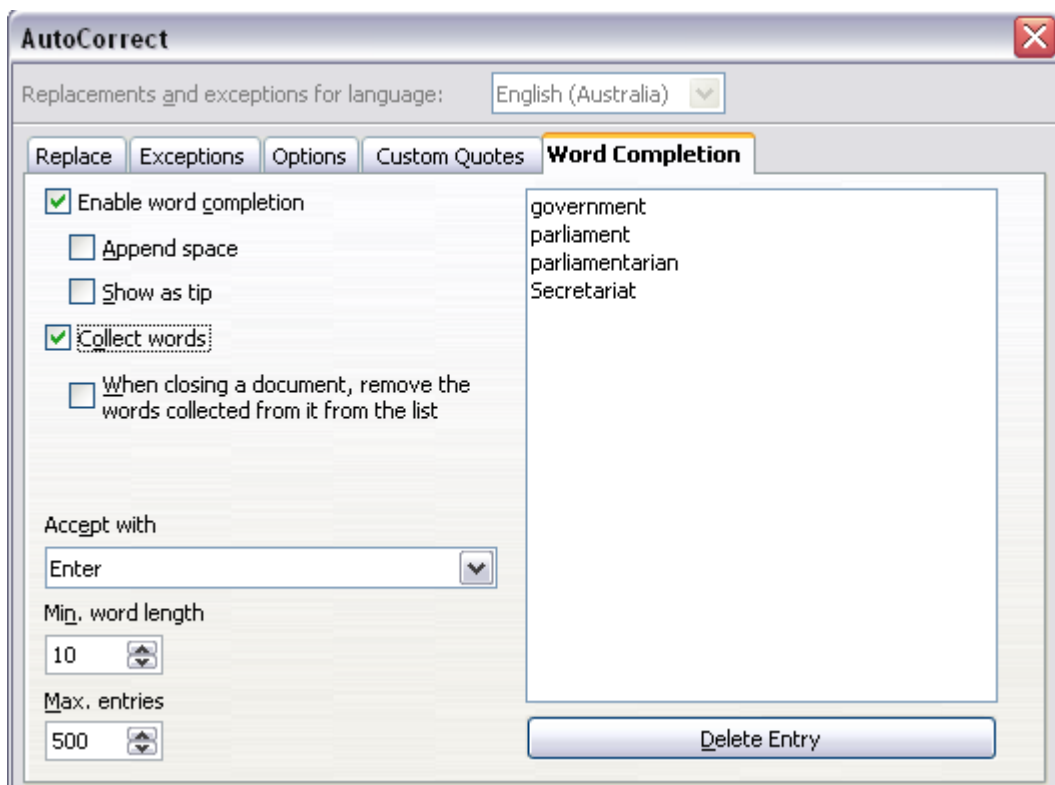 AutoCorrect
Replacements and exceptions for language: English (Australia)
Replace Exceptions Options Custom Quotes Word Completion
Enable word completion
Append space
Show as tip
Collect words
When closing a document, remove the
words collected from it from the list
Accept with
Enter
Min. word length
10
Max. entries
500
government
parliament
parliamentarian
Secretariat
Delete Entry